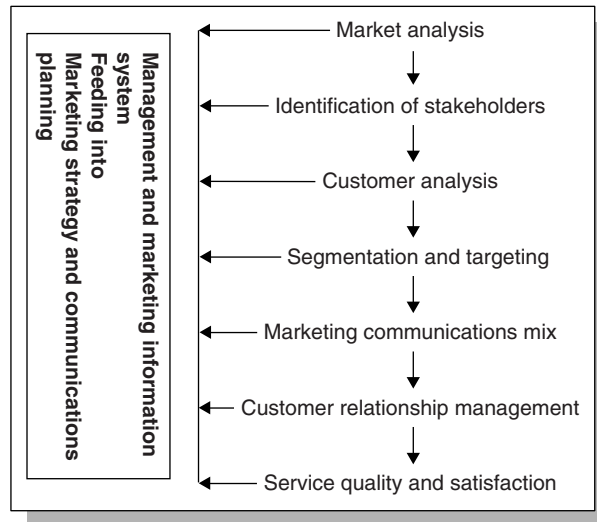 Management and marketing information
system
Feeding into
Marketing strategy and communications
planning
Market analysis
Identification of stakeholders
Customer analysis
Segmentation and targeting
Marketing communications mix
Customer relationship management
Service quality and satisfaction